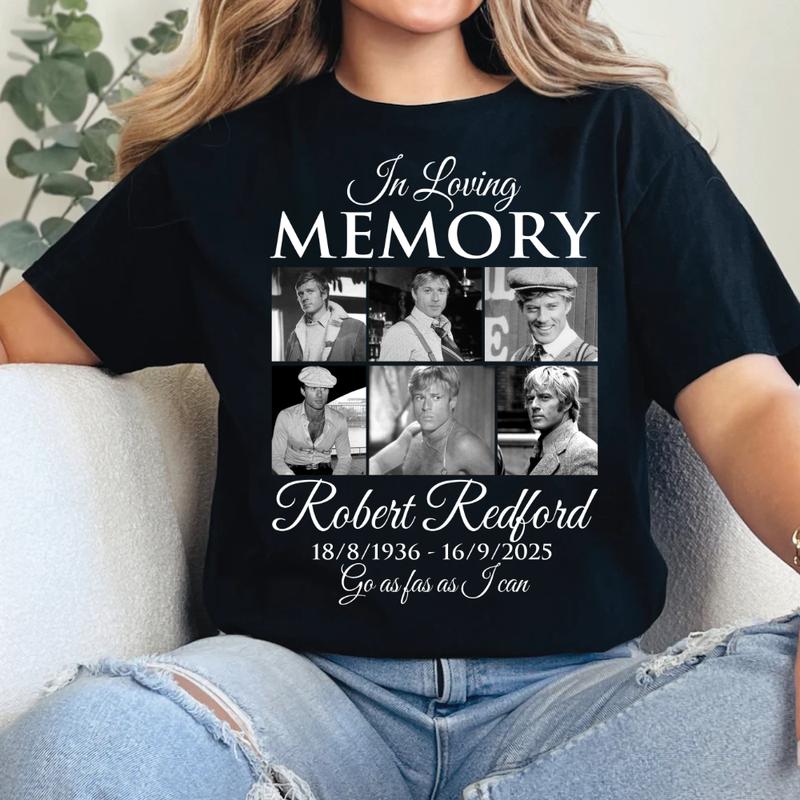 In Loving
MEMORY
E
Robert Redford
18/8/1936 - 16/9/2025
Go as fas as I can